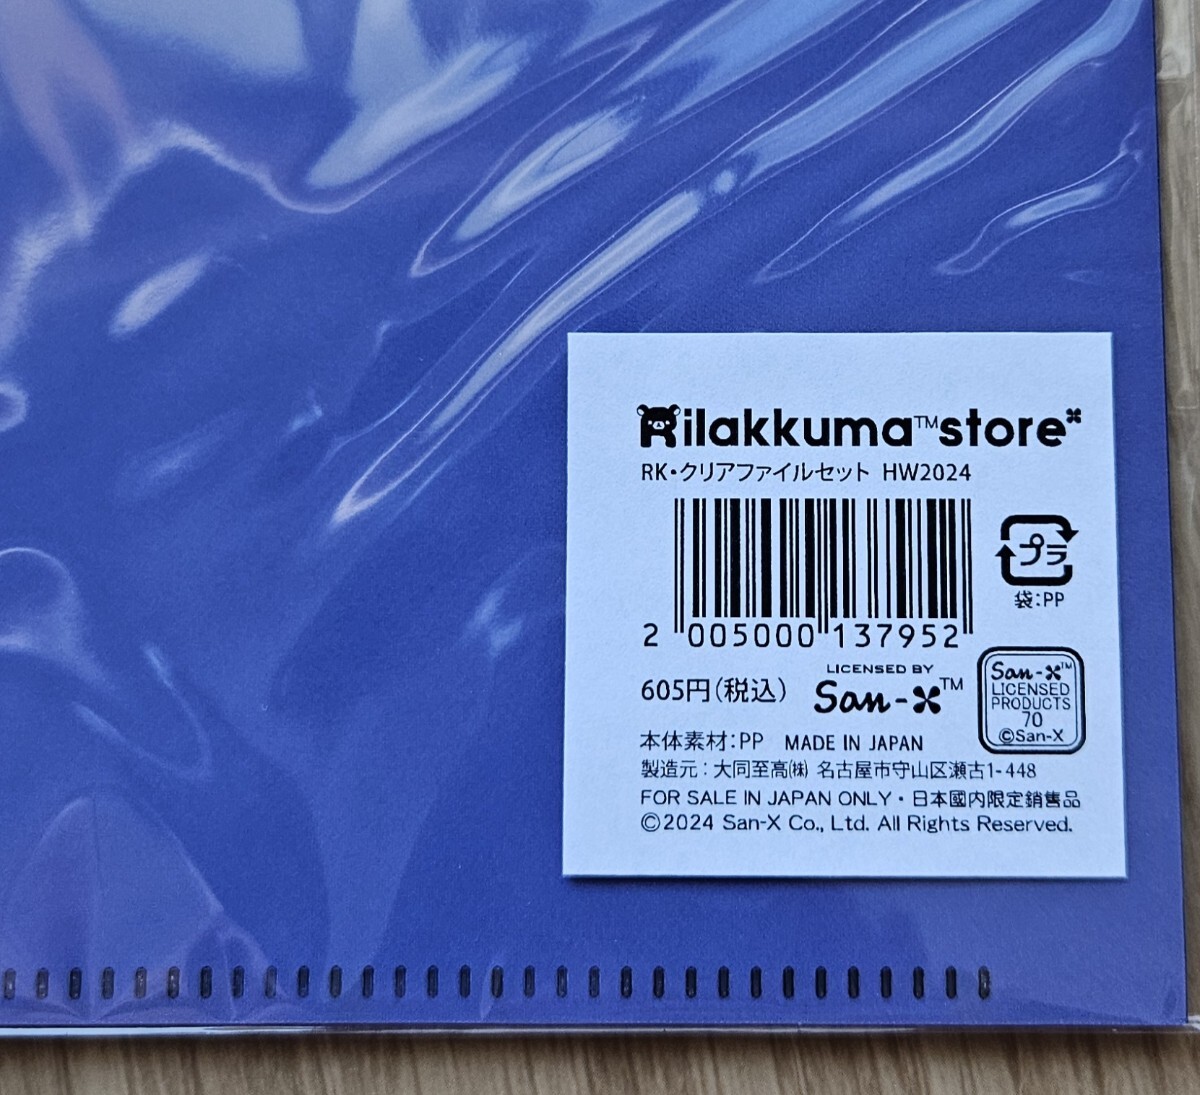 Rilakkuma™store
RK・クリアファイルセット HW2024
プラ
袋:PP
2 005000 137952
LICENSED BY
San-X™
605円(税込)
San-X™
LICENSED
PRODUCTS
70
©San-X
本体素材:PP MADE IN JAPAN
製造元:大同至高㈱ 名古屋市守山区瀬古1-448
FOR SALE IN JAPAN ONLY・日本國内限定銷售品
©2024 San-X Co., Ltd. All Rights Reserved.